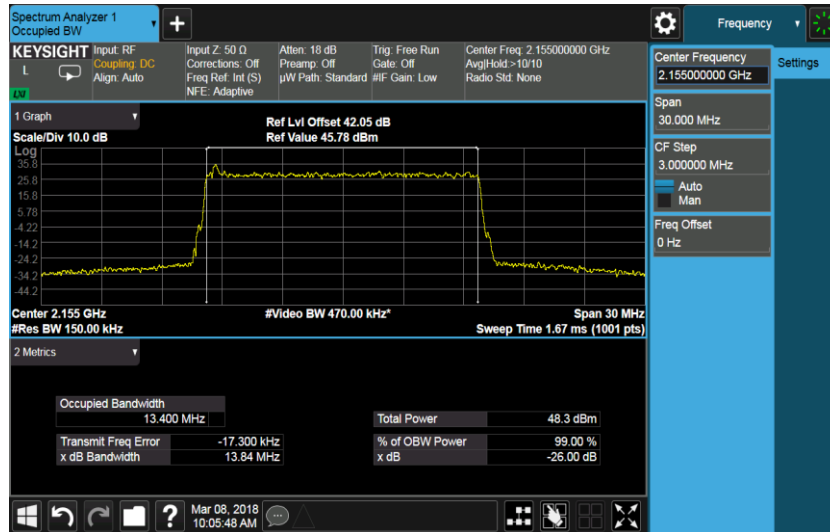 Spectrum Analyzer 1
Occupied BW
+
Frequency
KEYSIGHT
L
LXI
Input: RF
Coupling: DC
Align: Auto
Input Z: 50 Ω
Corrections: Off
Freq Ref: Int (S)
NFE: Adaptive
Atten: 18 dB
Preamp: Off
µW Path: Standard
Trig: Free Run
Gate: Off
#IF Gain: Low
Center Freq: 2.155000000 GHz
Avg|Hold:>10/10
Radio Std: None
Center Frequency
2.155000000 GHz
Settings
Span
30.000 MHz
CF Step
3.000000 MHz
Auto
Man
Freq Offset
0 Hz
1 Graph
Scale/Div 10.0 dB
Ref Lvl Offset 42.05 dB
Ref Value 45.78 dBm
Log
35.8
25.8
15.8
5.78
-4.22
-14.2
-24.2
-34.2
-44.2
Center 2.155 GHz
#Video BW 470.00 kHz*
Span 30 MHz
#Res BW 150.00 kHz
Sweep Time 1.67 ms (1001 pts)
2 Metrics
Occupied Bandwidth
13.400 MHz
Total Power 48.3 dBm
Transmit Freq Error -17.300 kHz
% of OBW Power 99.00 %
x dB Bandwidth 13.84 MHz
x dB -26.00 dB
?
Mar 08, 2018
10:05:48 AM